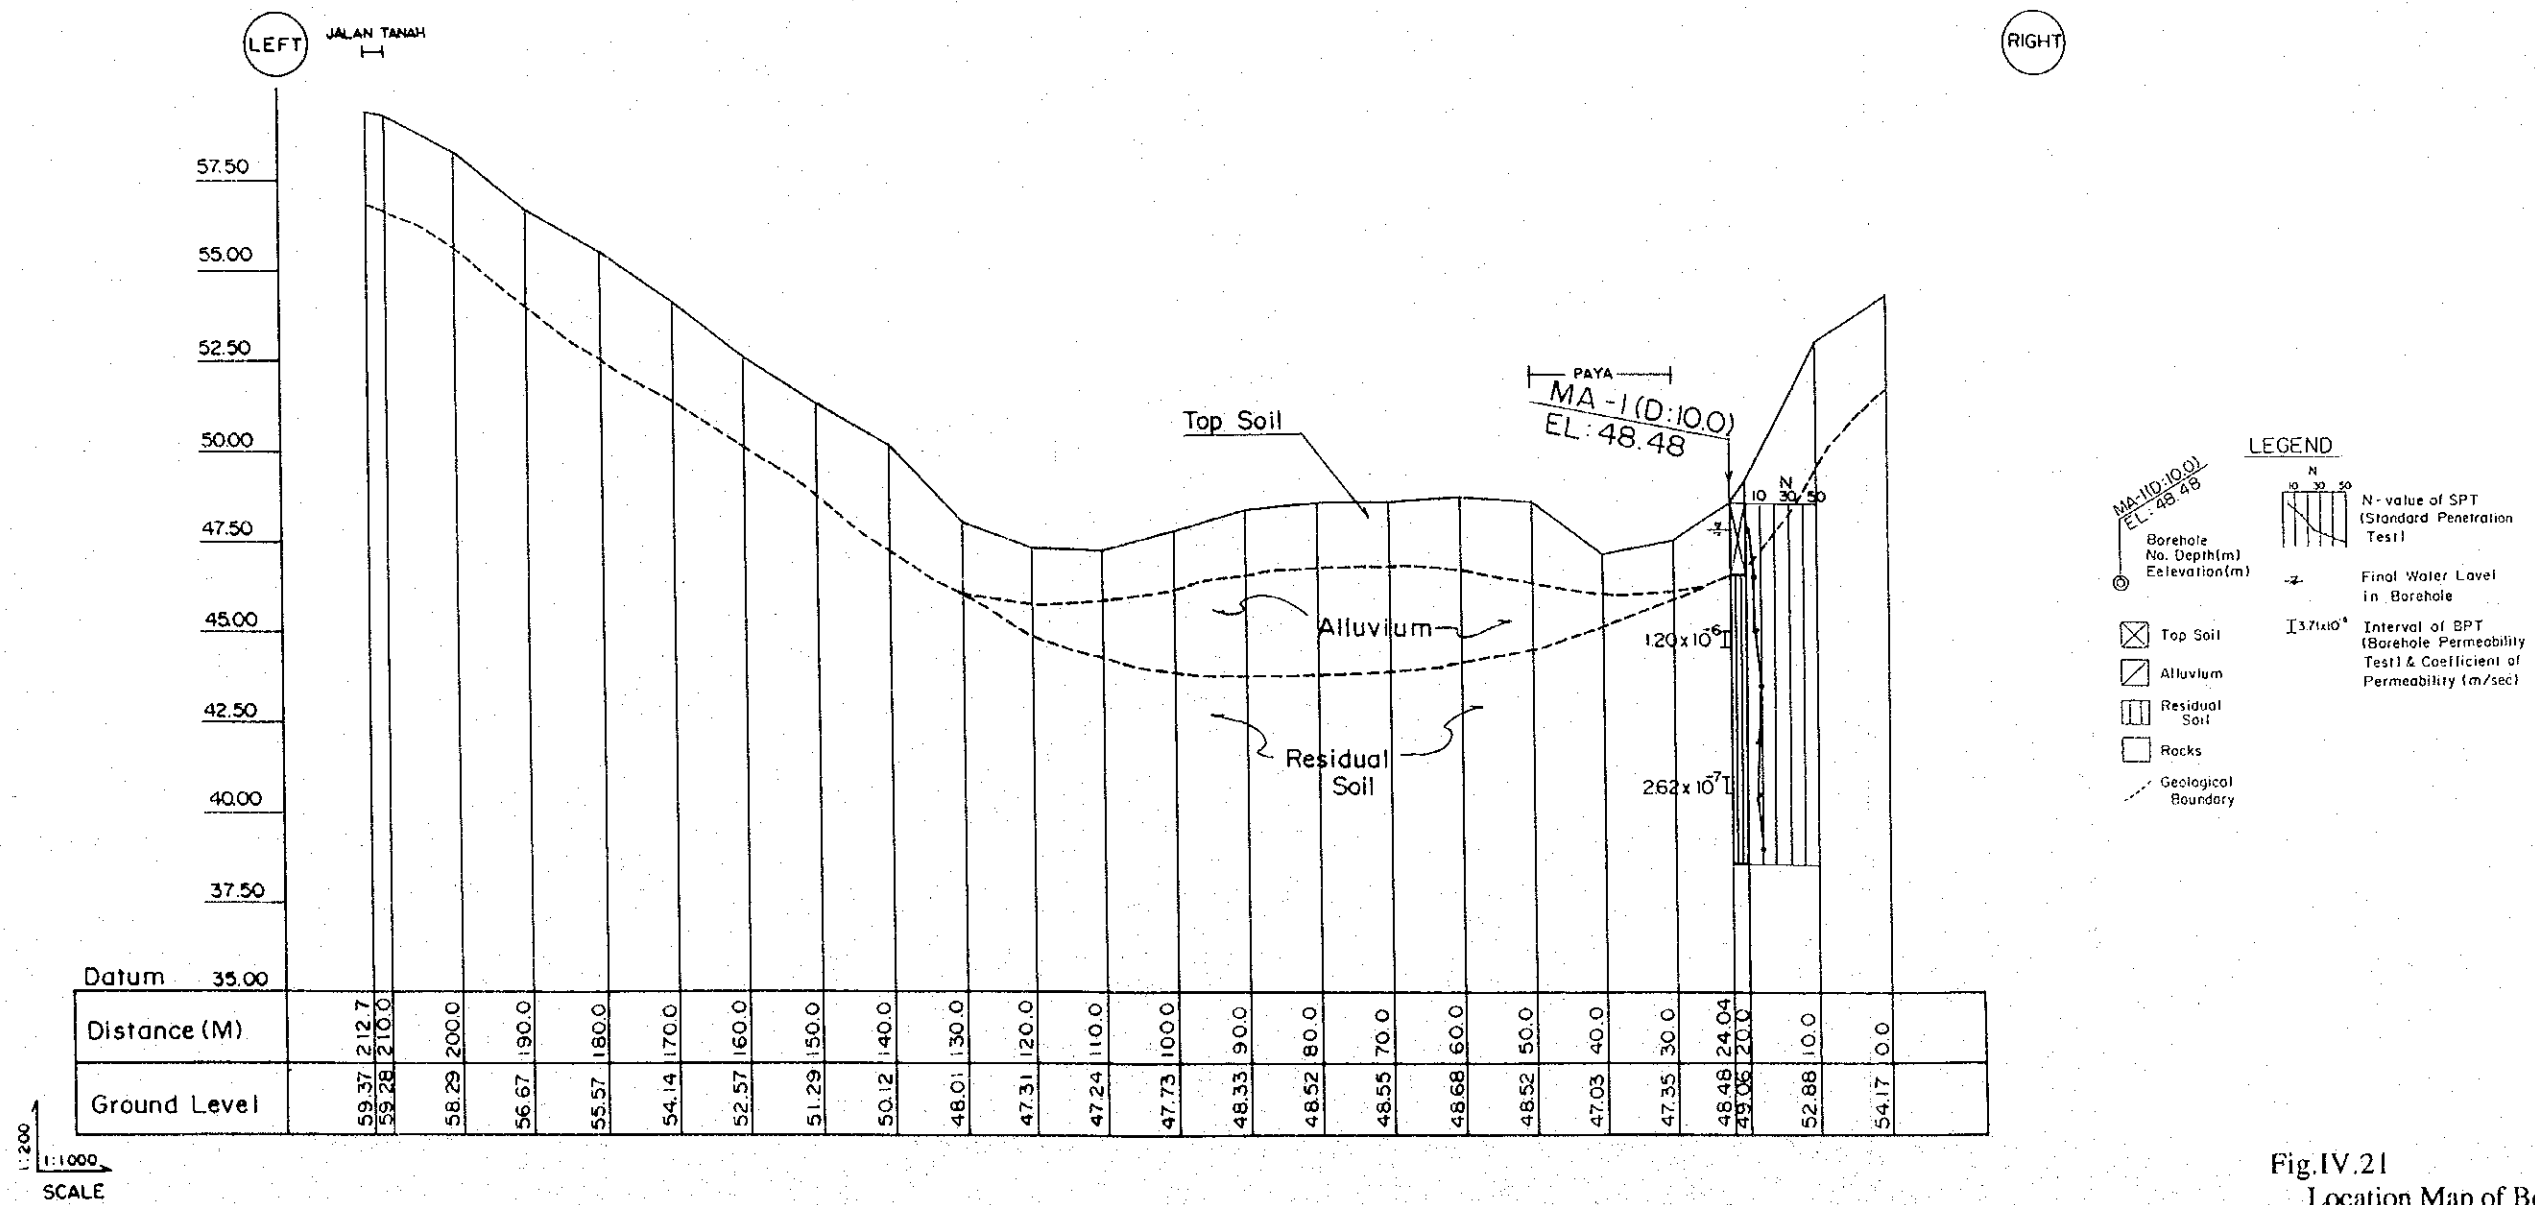 LEFT
JALAN TANAH
RIGHT
57.50
55.00
52.50
50.00
47.50
45.00
42.50
40.00
37.50
Datum 35.00
PAYA
MA-1(D:10.0)
EL:48.48
Top Soil
N
10 30 50
Alluvium
1.20x10-6
Residual
Soil
2.62x10-7
Distance (M) 212.7 210.0 200.0 190.0 180.0 170.0 160.0 150.0 140.0 130.0 120.0 110.0 100.0 90.0 80.0 70.0 60.0 50.0 40.0 30.0 24.04 20.0 10.0 0.0
Ground Level 59.37 59.28 58.29 56.67 55.57 54.14 52.57 51.29 50.12 48.01 47.31 47.24 47.73 48.33 48.52 48.55 48.68 48.52 47.03 47.35 48.48 49.06 52.88 54.17
1:200
1:1000
SCALE
LEGEND
MA-1(D:10.0)
EL:48.48
Borehole
No. Depth(m)
Eelevation(m)
Top Soil
Alluvium
Residual
Soil
Rocks
Geological
Boundary
N
10 30 50
N-value of SPT
(Standard Penetration
Test)
Final Water Lavel
in Borehole
Interval of BPT
(Borehole Permeability
Test) & Coefficient of
Permeability (m/sec)
Fig.IV.21
Location Map of